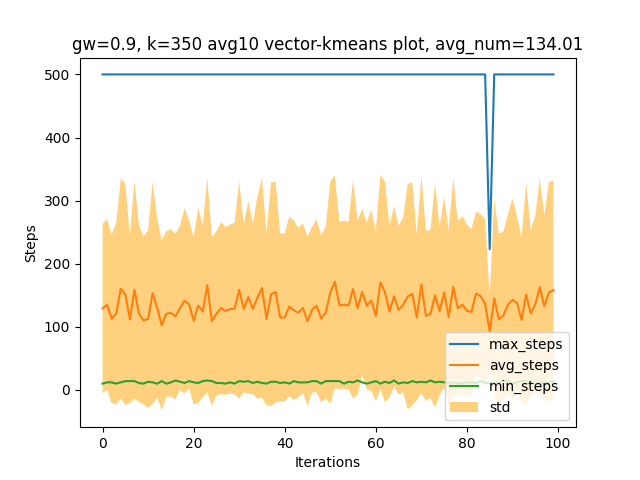 gw=0.9, k=350 avg10 vector-kmeans plot, avg_num=134.01
500
400
300
200
100
0
Steps
max_steps
avg_steps
min_steps
std
0 20 40 60 80 100
Iterations